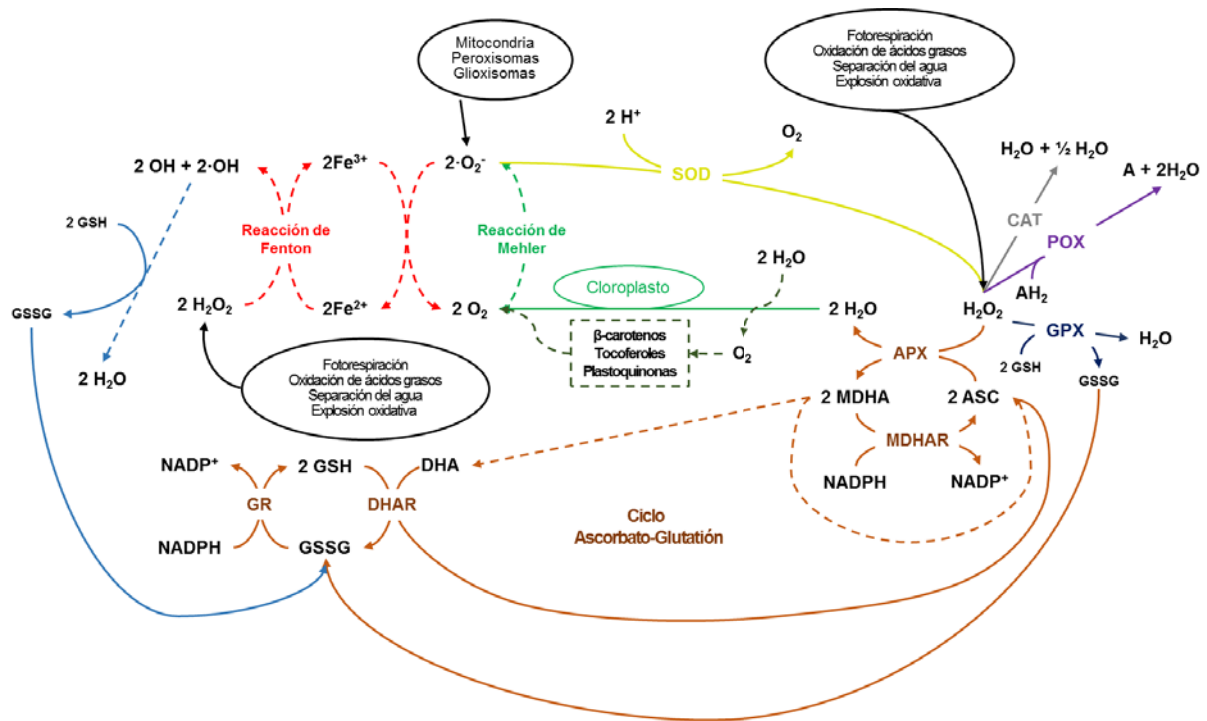 Mitocondria
Peroxisomas
Glioxisomas
Fotorespiración
Oxidación de ácidos grasos
Separación del agua
Explosión oxidativa
2 H⁺
O₂
2 OH + 2·OH
2Fe³⁺
2·O₂⁻
SOD
H₂O + ½ H₂O
A + 2H₂O
CAT
POX
2 GSH
Reacción de
Fenton
Reacción de
Mehler
2 H₂O
Cloroplasto
AH₂
GSSG
2 H₂O₂
2Fe²⁺
2 O₂
2 H₂O
H₂O₂
GPX
H₂O
β-carotenos
Tocoferoles
Plastoquinonas
O₂
APX
2 GSH
GSSG
2 H₂O
Fotorespiración
Oxidación de ácidos grasos
Separación del agua
Explosión oxidativa
2 MDHA
2 ASC
MDHAR
NADP⁺
2 GSH
DHA
NADPH
NADP⁺
GR
DHAR
Ciclo
Ascorbato-Glutatión
NADPH
GSSG